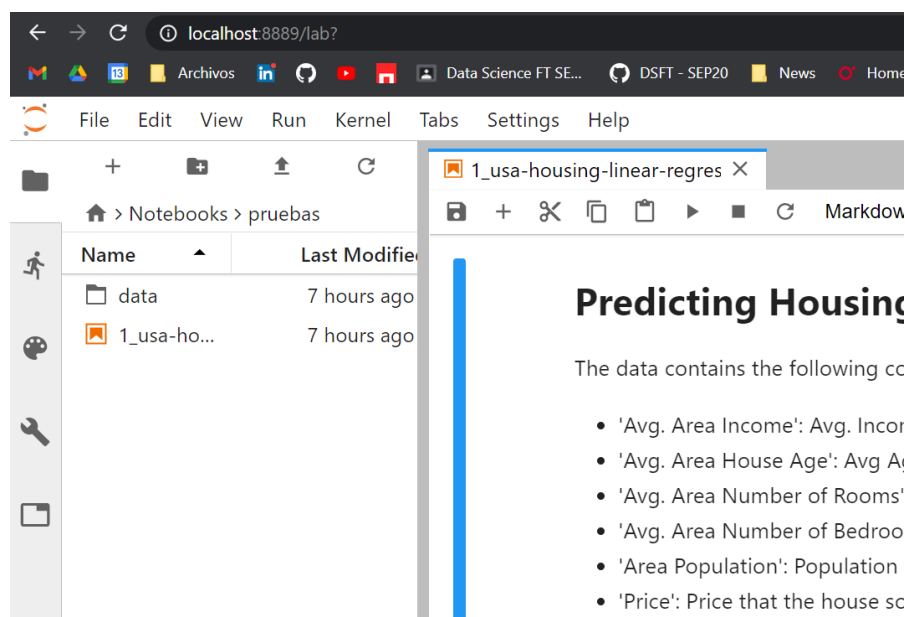 localhost:8889/lab?
13 Archivos in Data Science FT SE... DSFT - SEP20 News Home
File Edit View Run Kernel Tabs Settings Help
1_usa-housing-linear-regres
Notebooks > pruebas
Markdow
Name Last Modifie
data 7 hours ago
1_usa-ho... 7 hours ago
Predicting Housing
The data contains the following co
'Avg. Area Income': Avg. Incor
'Avg. Area House Age': Avg Ag
'Avg. Area Number of Rooms'
'Avg. Area Number of Bedroo
'Area Population': Population
'Price': Price that the house so